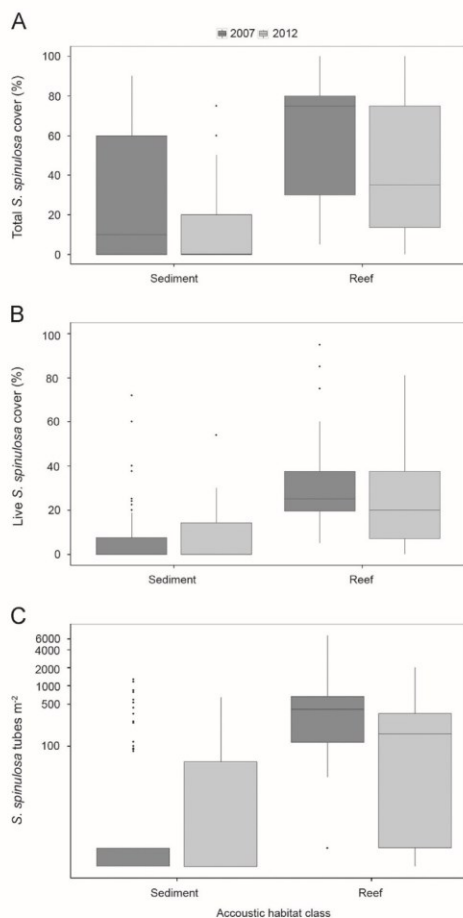 A
2007 2012
100
80
60
40
20
0
Total S. spinulosa cover (%)
Sediment Reef
B
100
80
60
40
20
0
Live S. spinulosa cover (%)
Sediment Reef
C
6000
4000
2000
1000
500
100
S. spinulosa tubes m⁻²
Sediment Reef
Accoustic habitat class